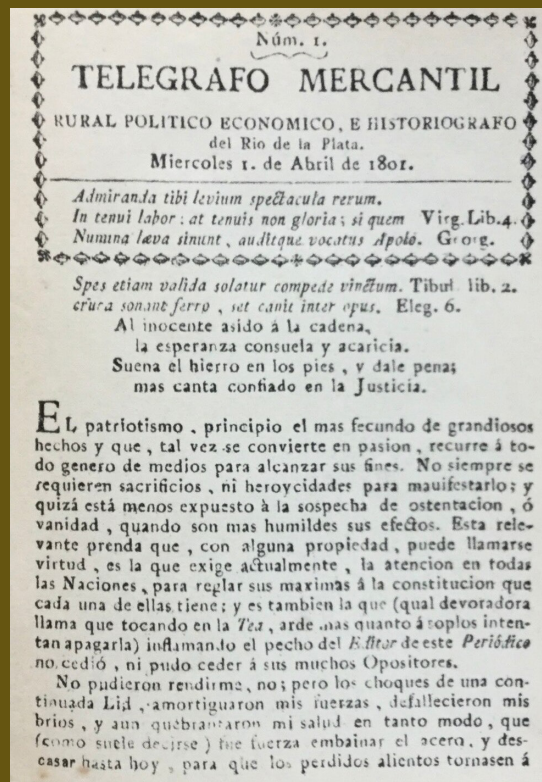 Núm. 1.
TELEGRAFO MERCANTIL
RURAL POLITICO ECONOMICO, E HISTORIOGRAFO
del Rio de la Plata.
Miercoles 1. de Abril de 1801.
Admiranda tibi levium spectacula rerum.
In tenui labor: at tenuis non gloria; si quem Virg. Lib. 4.
Numina læva sinunt, auditque vocatus Apolo. Georg.
Spes etiam valida solatur compede vinctum. Tibul. lib. 2.
crura sonant ferro, set canit inter opus. Eleg. 6.
Al inocente asido á la cadena,
la esperanza consuela y acaricia.
Suena el hierro en los pies, y dale pena;
mas canta confiado en la Justicia.
EL patriotismo, principio el mas fecundo de grandiosos
hechos y que, tal vez se convierte en pasion, recurre á to-
do genero de medios para alcanzar sus fines. No siempre se
requieren sacrificios, ni heroycidades para mauifestarlo; y
quizá está menos expuesto à la sospecha de ostentacion, ó
vanidad, quando son mas humildes sus efectos. Esta rele-
vante prenda que, con alguna propiedad, puede llamarse
virtud, es la que exige actualmente, la atencion en todas
las Naciones, para reglar sus maximas á la constitucion que
cada una de ellas tiene; y es tambien la que (qual devoradora
llama que tocando en la Tea, arde mas quanto á soplos inten-
tan apagarla) inflamando el pecho del Editor de este Periódico
no cedió, ni pudo ceder á sus muchos Opositores.
No pudieron rendirme, no; pero los choques de una con-
tinuada Lid, amortiguaron mis fuerzas, defallecieron mis
brios, y aun quebrantaron mi salud en tanto modo, que
(como suele decirse) fue fuerza embainar el acero, y des-
casar hasta hoy, para que los perdidos alientos tornasen á